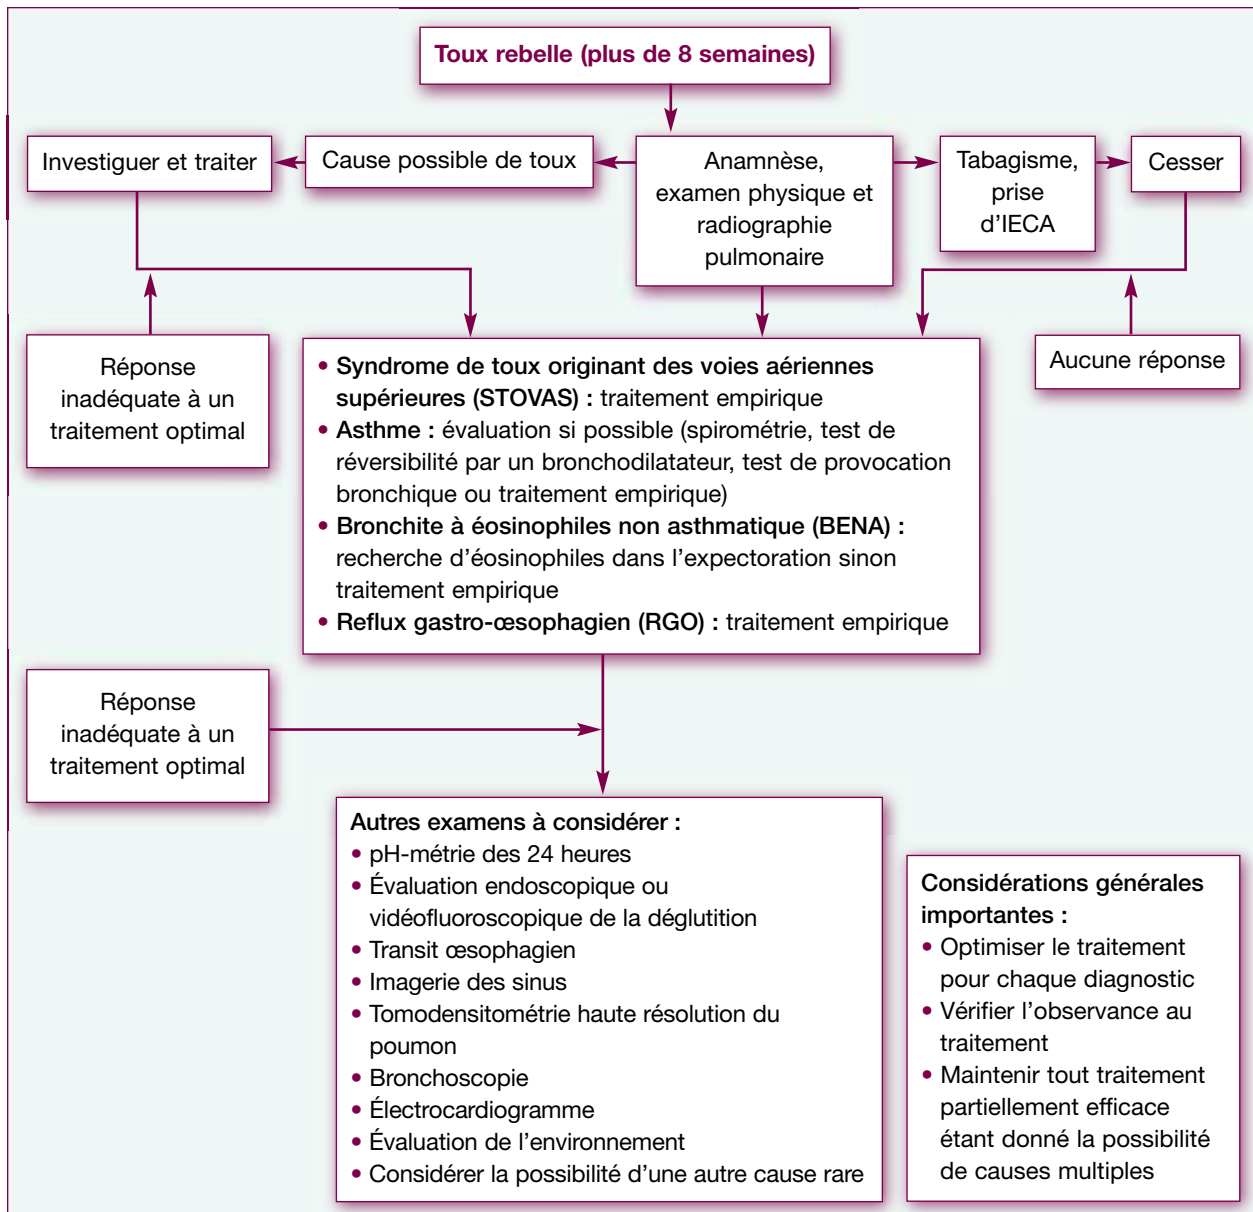 Toux rebelle (plus de 8 semaines)
Investiguer et traiter
Cause possible de toux
Anamnèse,
examen physique et
radiographie
pulmonaire
Tabagisme,
prise
d’IECA
Cesser
Réponse
inadéquate à un
traitement optimal
Aucune réponse
• Syndrome de toux originant des voies aériennes
supérieures (STOVAS) : traitement empirique
• Asthme : évaluation si possible (spirométrie, test de
réversibilité par un bronchodilatateur, test de provocation
bronchique ou traitement empirique)
• Bronchite à éosinophiles non asthmatique (BENA) :
recherche d’éosinophiles dans l’expectoration sinon
traitement empirique
• Reflux gastro-œsophagien (RGO) : traitement empirique
Réponse
inadéquate à un
traitement optimal
Autres examens à considérer :
• pH-métrie des 24 heures
• Évaluation endoscopique ou
vidéofluoroscopique de la déglutition
• Transit œsophagien
• Imagerie des sinus
• Tomodensitométrie haute résolution du
poumon
• Bronchoscopie
• Électrocardiogramme
• Évaluation de l’environnement
• Considérer la possibilité d’une autre cause rare
Considérations générales
importantes :
• Optimiser le traitement
pour chaque diagnostic
• Vérifier l’observance au
traitement
• Maintenir tout traitement
partiellement efficace
étant donné la possibilité
de causes multiples